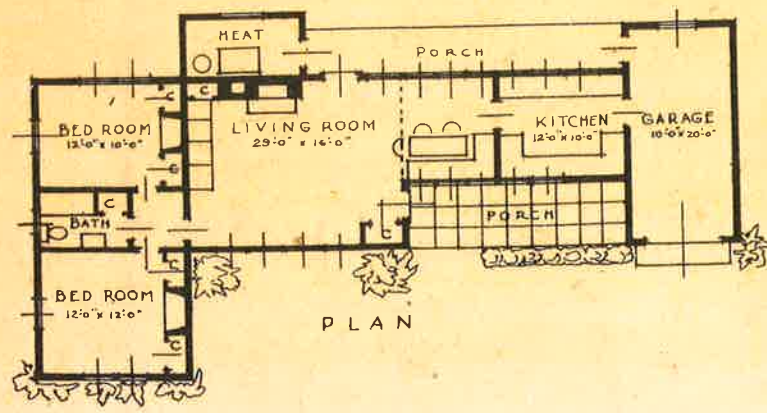 HEAT
PORCH
C
C
BED ROOM
12'-0" x 10'-0"
LIVING ROOM
29'-0" x 16'-0"
KITCHEN
12'-0" x 10'-0"
GARAGE
10'-0" x 20'-0"
C
C
BATH
PORCH
C
C
BED ROOM
12'-0" x 12'-0"
C
PLAN